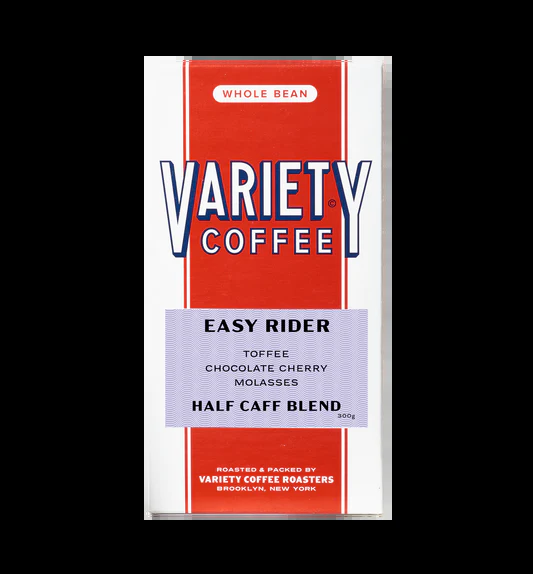 WHOLE BEAN
VARIETY
©
COFFEE
EASY RIDER
TOFFEE
CHOCOLATE CHERRY
MOLASSES
HALF CAFF BLEND
300g
ROASTED & PACKED BY
VARIETY COFFEE ROASTERS
BROOKLYN, NEW YORK